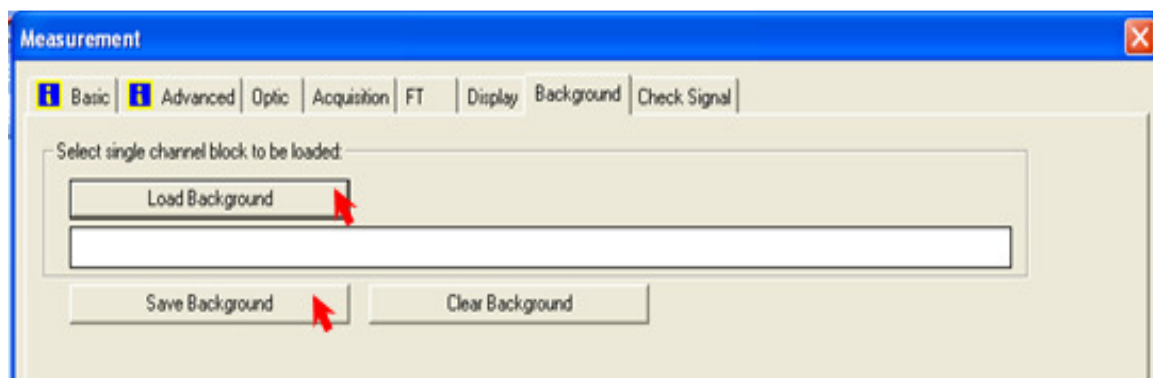 Measurement
Basic Advanced Optic Acquisition FT Display Background Check Signal
Select single channel block to be loaded:
Load Background
Save Background Clear Background